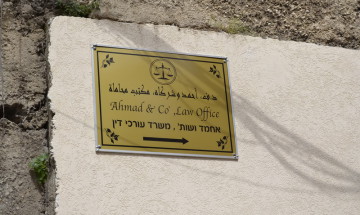 احمد وشركاه، مكتب محاماة
Ahmad & Co ,Law Office
אחמד ושות', משרד עורכי דין